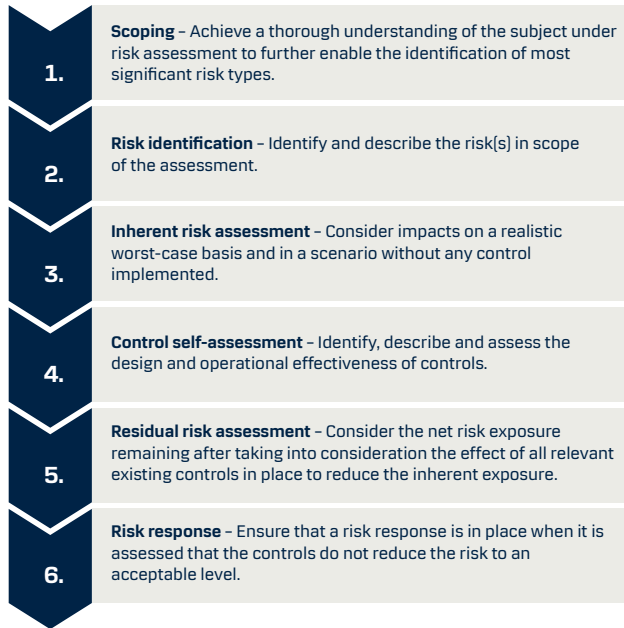 1.
Scoping – Achieve a thorough understanding of the subject under
risk assessment to further enable the identification of most
significant risk types.
2.
Risk identification – Identify and describe the risk(s) in scope
of the assessment.
3.
Inherent risk assessment – Consider impacts on a realistic
worst-case basis and in a scenario without any control
implemented.
4.
Control self-assessment – Identify, describe and assess the
design and operational effectiveness of controls.
5.
Residual risk assessment – Consider the net risk exposure
remaining after taking into consideration the effect of all relevant
existing controls in place to reduce the inherent exposure.
6.
Risk response – Ensure that a risk response is in place when it is
assessed that the controls do not reduce the risk to an
acceptable level.